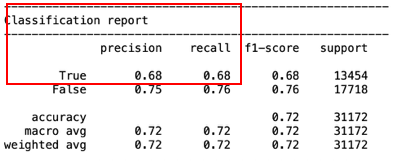 Classification report
precision recall f1-score support
True 0.68 0.68 0.68 13454
False 0.75 0.76 0.76 17718
accuracy 0.72 31172
macro avg 0.72 0.72 0.72 31172
weighted avg 0.72 0.72 0.72 31172